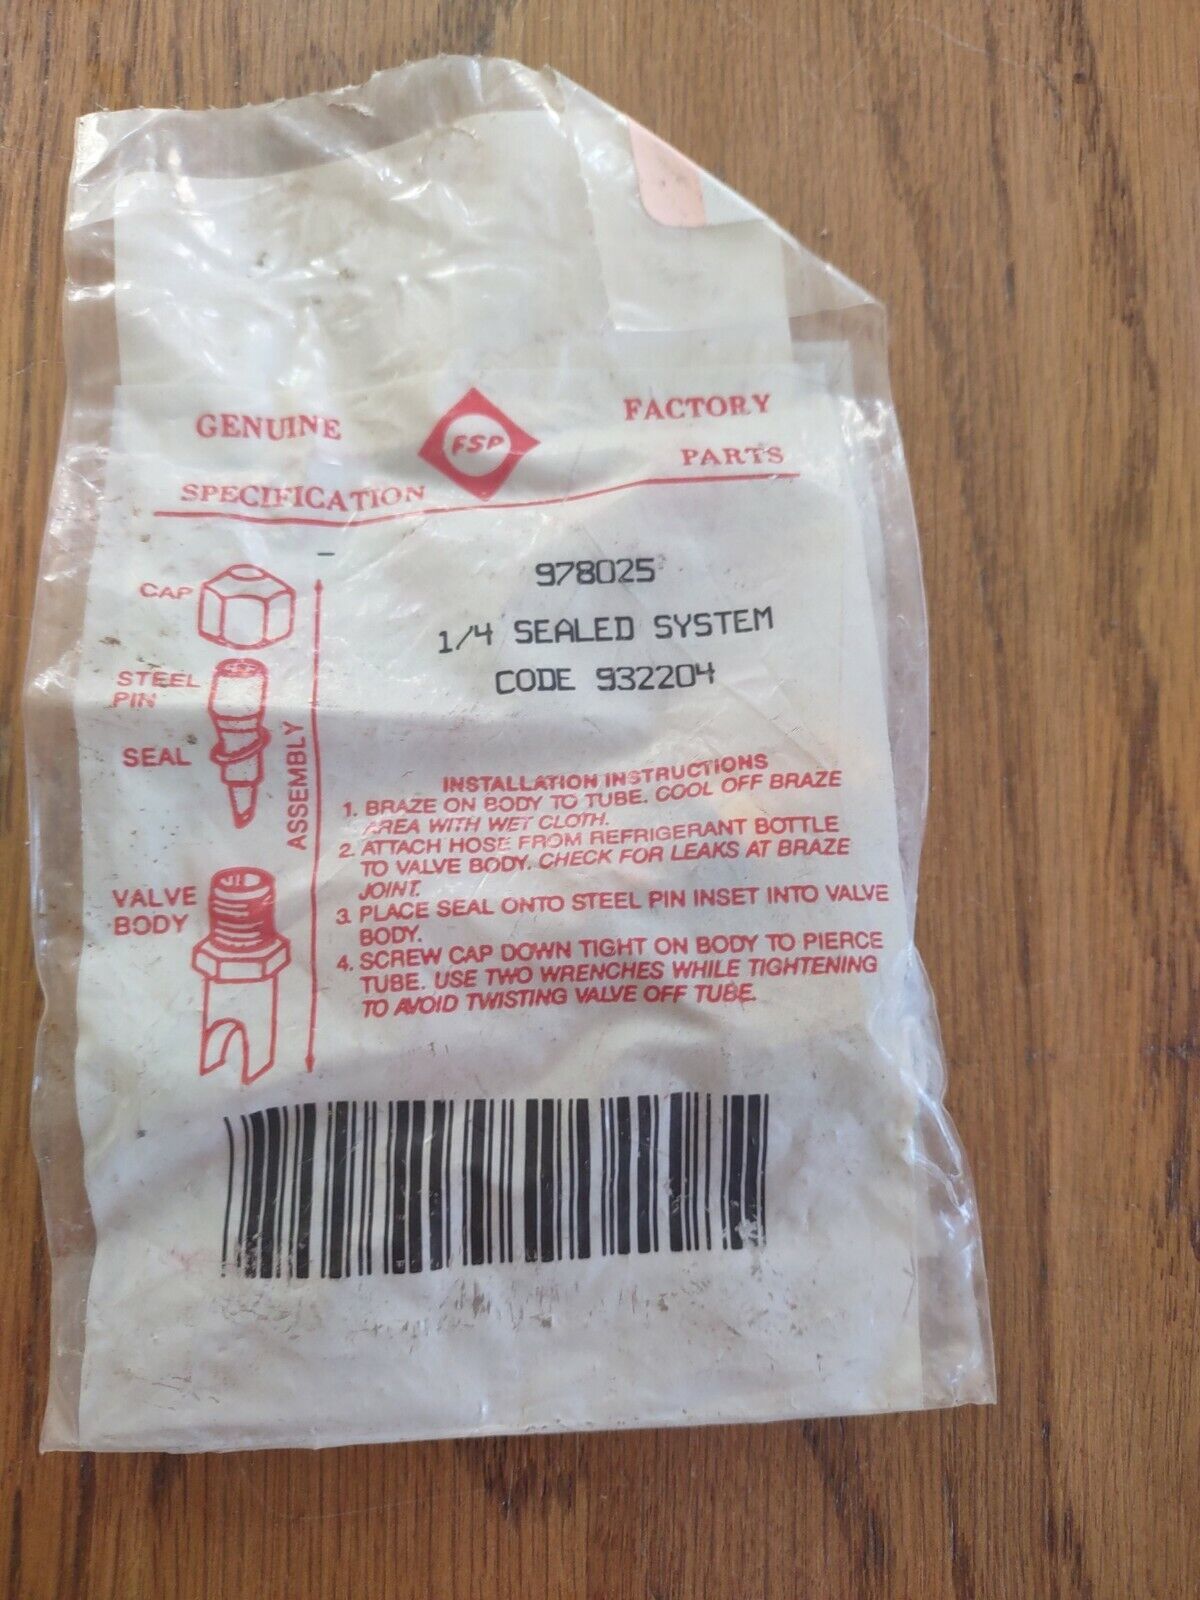 GENUINE FSP FACTORY
SPECIFICATION PARTS
978025
1/4 SEALED SYSTEM
CODE 932204
CAP
STEEL
PIN
SEAL
VALVE
BODY
ASSEMBLY
INSTALLATION INSTRUCTIONS
1. BRAZE ON BODY TO TUBE. COOL OFF BRAZE
AREA WITH WET CLOTH.
2. ATTACH HOSE FROM REFRIGERANT BOTTLE
TO VALVE BODY. CHECK FOR LEAKS AT BRAZE
JOINT.
3. PLACE SEAL ONTO STEEL PIN INSET INTO VALVE
BODY.
4. SCREW CAP DOWN TIGHT ON BODY TO PIERCE
TUBE. USE TWO WRENCHES WHILE TIGHTENING
TO AVOID TWISTING VALVE OFF TUBE.